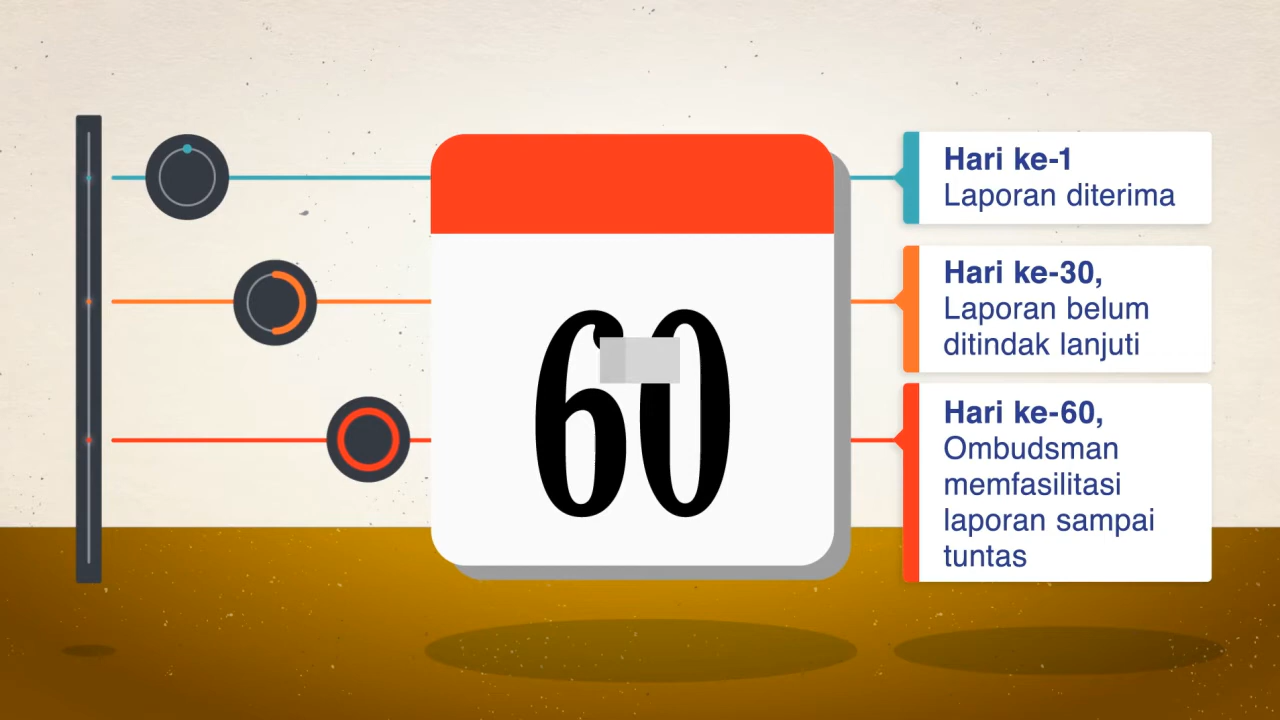 60
Hari ke-1
Laporan diterima
Hari ke-30,
Laporan belum
ditindak lanjuti
Hari ke-60,
Ombudsman
memfasilitasi
laporan sampai
tuntas